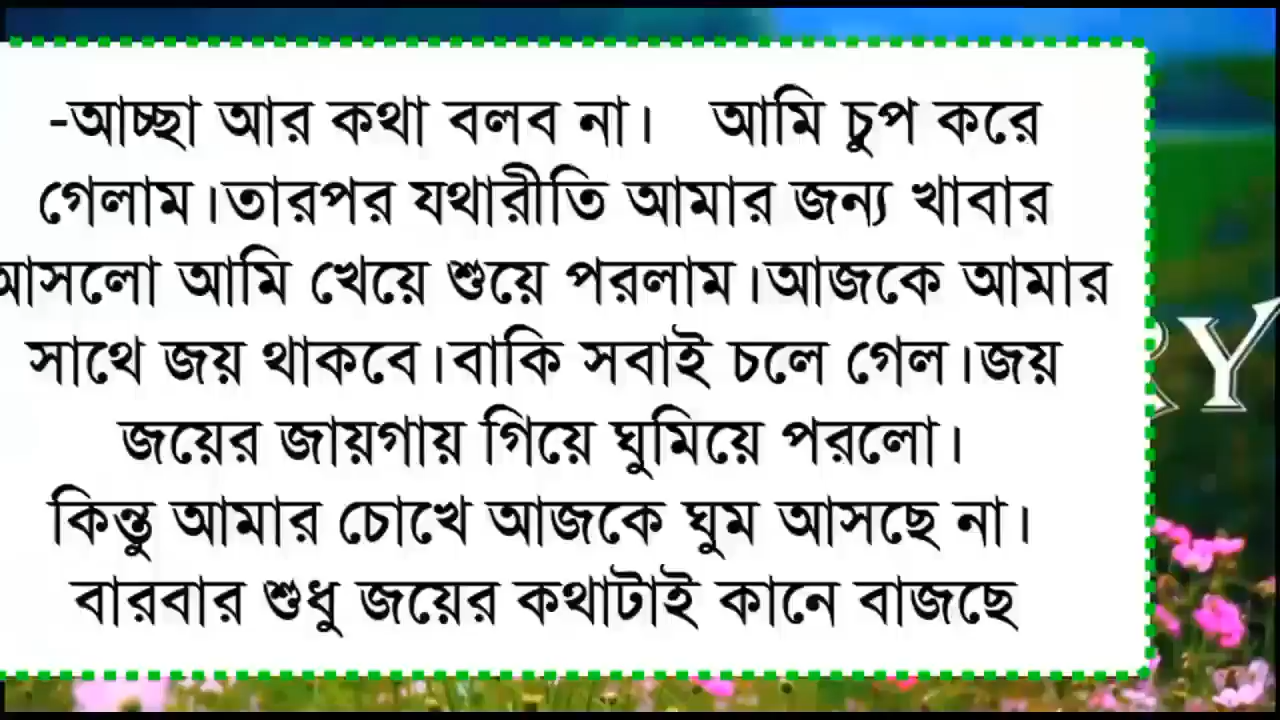 -আচ্ছা আর কথা বলব না। আমি চুপ করে
গেলাম।তারপর যথারীতি আমার জন্য খাবার
আসলো আমি খেয়ে শুয়ে পরলাম।আজকে আমার
সাথে জয় থাকবে।বাকি সবাই চলে গেল।জয়
জয়ের জায়গায় গিয়ে ঘুমিয়ে পরলো।
কিন্তু আমার চোখে আজকে ঘুম আসছে না।
বারবার শুধু জয়ের কথাটাই কানে বাজছে
RY